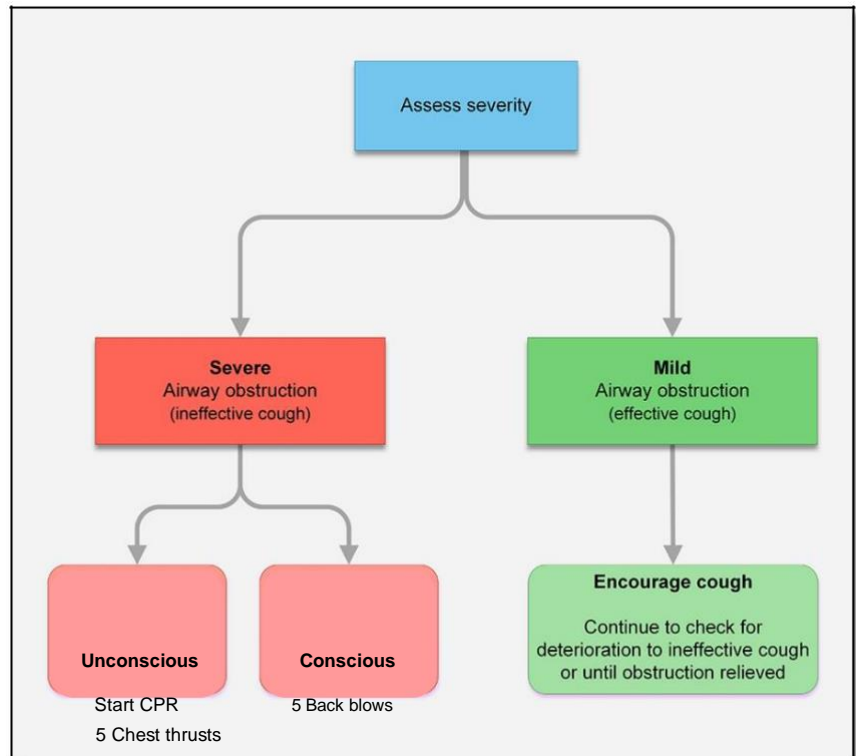 Assess severity
Severe
Airway obstruction
(ineffective cough)
Mild
Airway obstruction
(effective cough)
Unconscious
Start CPR
5 Chest thrusts
Conscious
5 Back blows
Encourage cough
Continue to check for
deterioration to ineffective cough
or until obstruction relieved